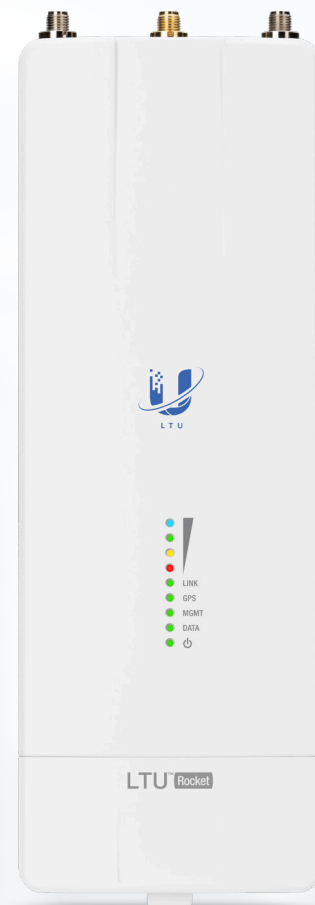 LTU
LINK
GPS
MGMT
DATA
LTU™ Rocket